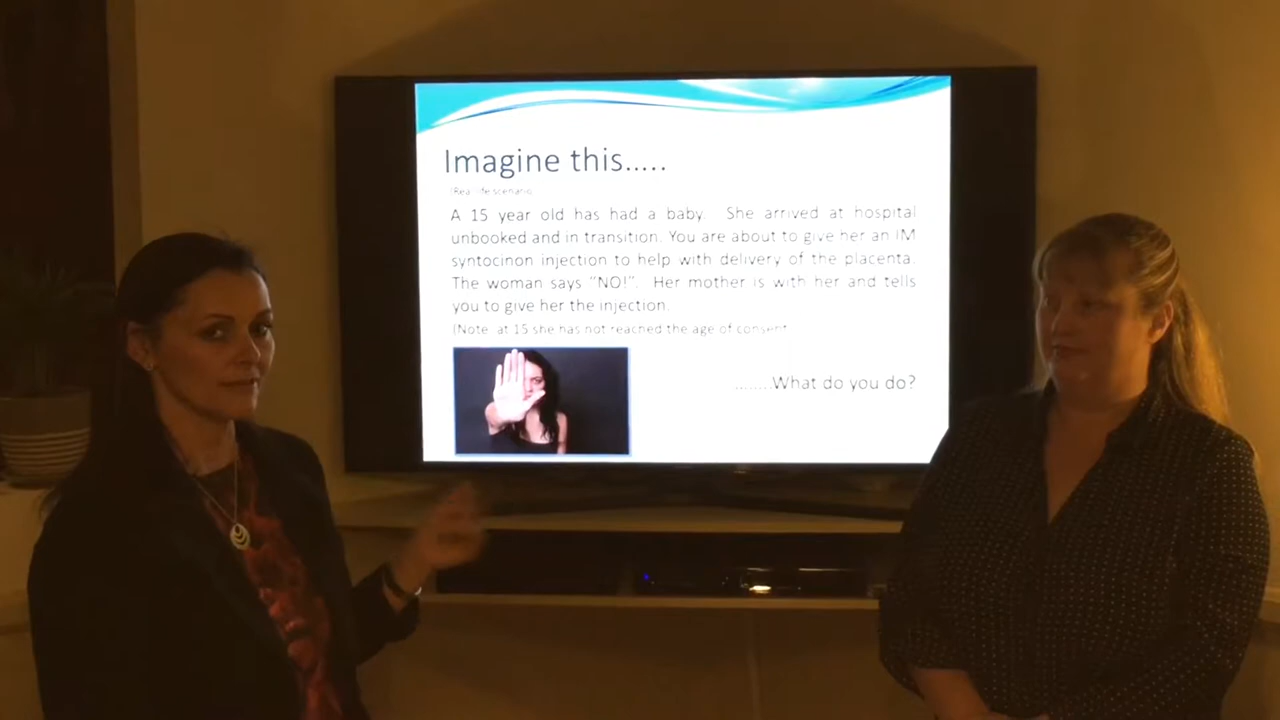 Imagine this.....
(Real life scenario
A 15 year old has had a baby. She arrived at hospital
unbooked and in transition. You are about to give her an IM
syntocinon injection to help with delivery of the placenta.
The woman says "NO!". Her mother is with her and tells
you to give her the injection.
(Note at 15 she has not reached the age of consent
.......What do you do?